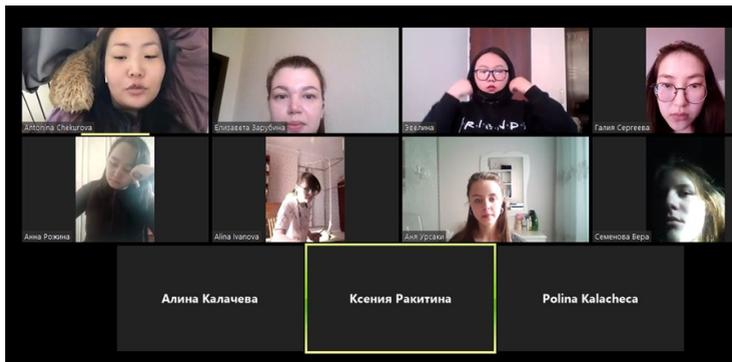 Antonina Chekurova
Елизавета Зарубина
Эвелина
F·R·I·E·N·D·S
Галия Сергеева
Анна Рожина
Alina Ivanova
Аня Урсаки
Семенова Вера
Алина Калачева
Ксения Ракитина
Polina Kalacheca